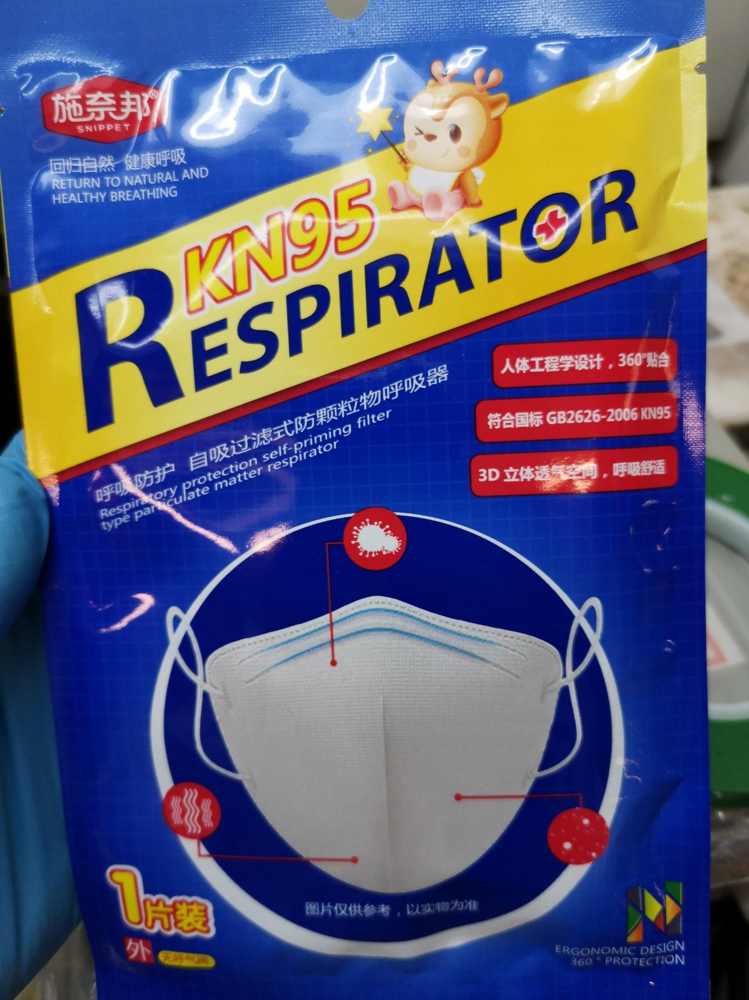 施奈邦®
SNIPPET
回归自然 健康呼吸
RETURN TO NATURAL AND
HEALTHY BREATHING
KN95
RESPIRATOR
人体工程学设计，360°贴合
符合国标 GB2626-2006 KN95
3D 立体透气空间，呼吸舒适
呼吸防护 自吸过滤式防颗粒物呼吸器
Respiratory protection self-priming filter
type particulate matter respirator
图片仅供参考，以实物为准
1片装
外 无呼气阀
ERGONOMIC DESIGN
360° PROTECTION